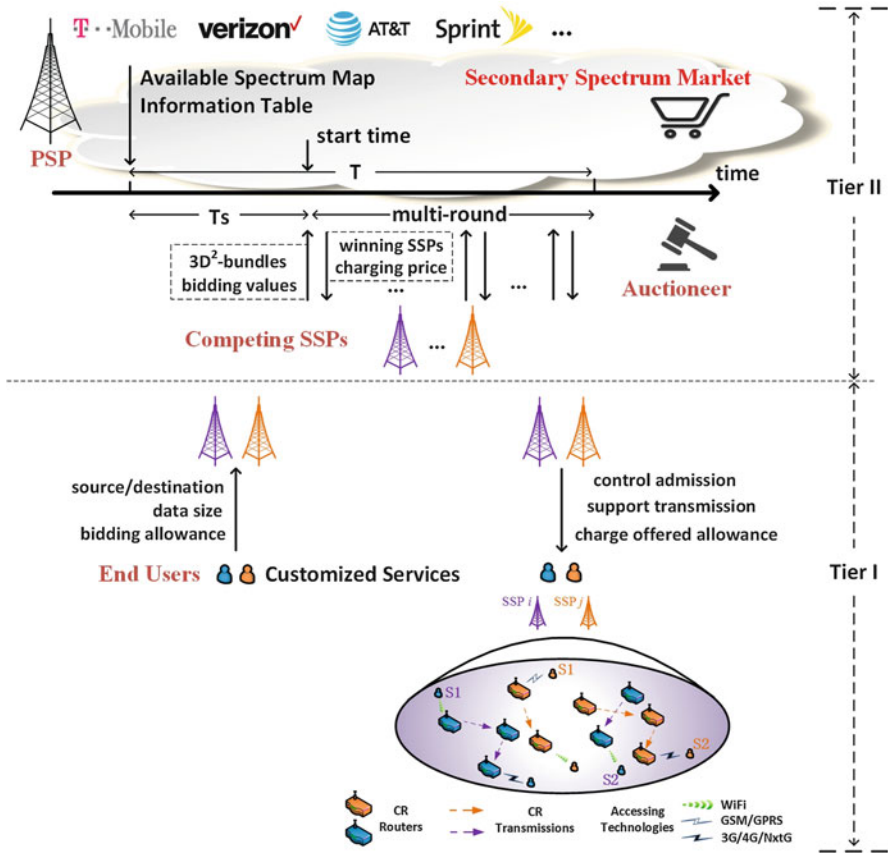 T··Mobile verizon AT&T Sprint ...
Available Spectrum Map
Information Table
Secondary Spectrum Market
PSP
start time
T
time
Tier II
Ts
multi-round
3D²-bundles
bidding values
winning SSPs
charging price
...
...
Auctioneer
Competing SSPs
...
source/destination
data size
bidding allowance
control admission
support transmission
charge offered allowance
End Users
Customized Services
Tier I
SSP i
SSP j
S1
S1
S2
S2
CR
Routers
CR
Transmissions
Accessing
Technologies
WiFi
GSM/GPRS
3G/4G/NxtG